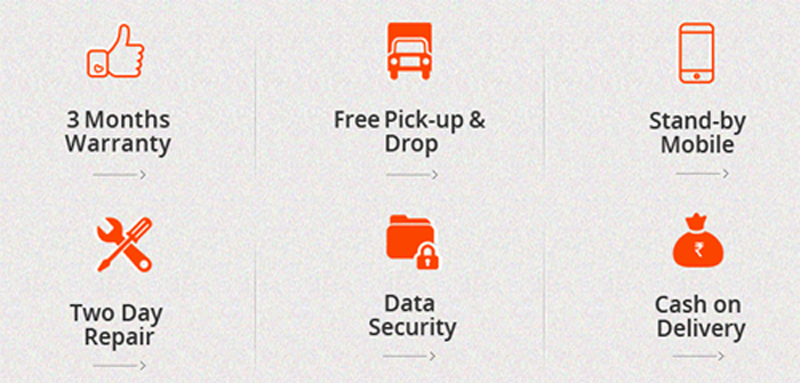 3 Months
Warranty
Free Pick-up &
Drop
Stand-by
Mobile
Two Day
Repair
Data
Security
₹
Cash on
Delivery